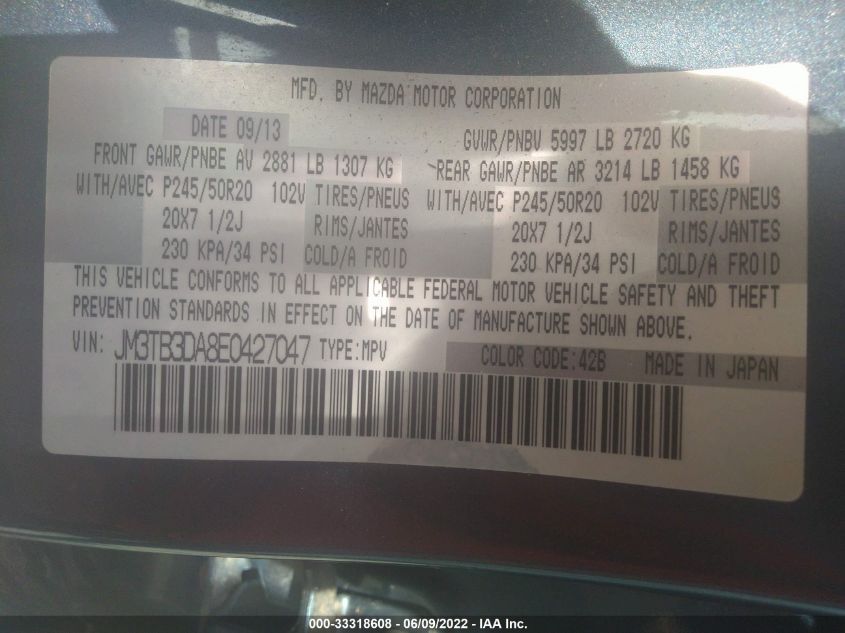 MFD. BY MAZDA MOTOR CORPORATION
DATE 09/13 GVWR/PNBV 5997 LB 2720 KG
FRONT GAWR/PNBE AV 2881 LB 1307 KG REAR GAWR/PNBE AR 3214 LB 1458 KG
WITH/AVEC P245/50R20 102V TIRES/PNEUS WITH/AVEC P245/50R20 102V TIRES/PNEUS
20X7 1/2J RIMS/JANTES 20X7 1/2J RIMS/JANTES
230 KPA/34 PSI COLD/A FROID 230 KPA/34 PSI COLD/A FROID
THIS VEHICLE CONFORMS TO ALL APPLICABLE FEDERAL MOTOR VEHICLE SAFETY AND THEFT
PREVENTION STANDARDS IN EFFECT ON THE DATE OF MANUFACTURE SHOWN ABOVE.
VIN: JM3TB3DA8E0427047 TYPE:MPV COLOR CODE:42B MADE IN JAPAN
000-33318608 - 06/09/2022 - IAA Inc.